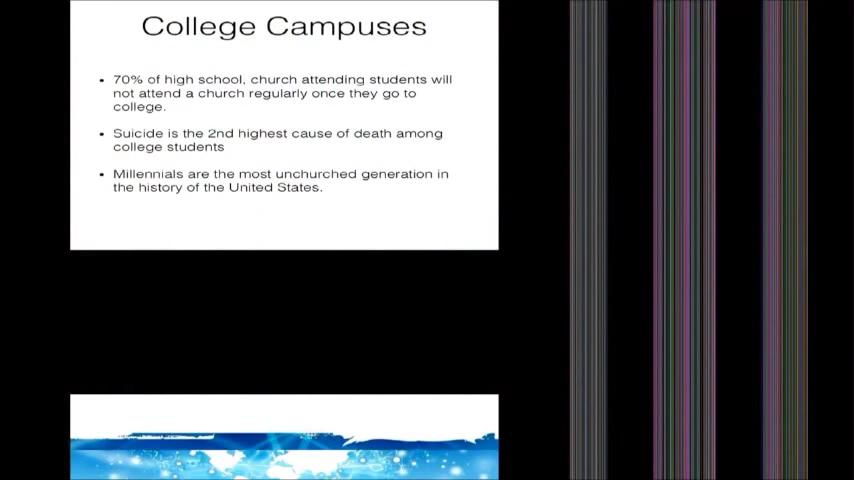 College Campuses
• 70% of high school, church attending students will
not attend a church regularly once they go to
college.
• Suicide is the 2nd highest cause of death among
college students
• Millennials are the most unchurched generation in
the history of the United States.